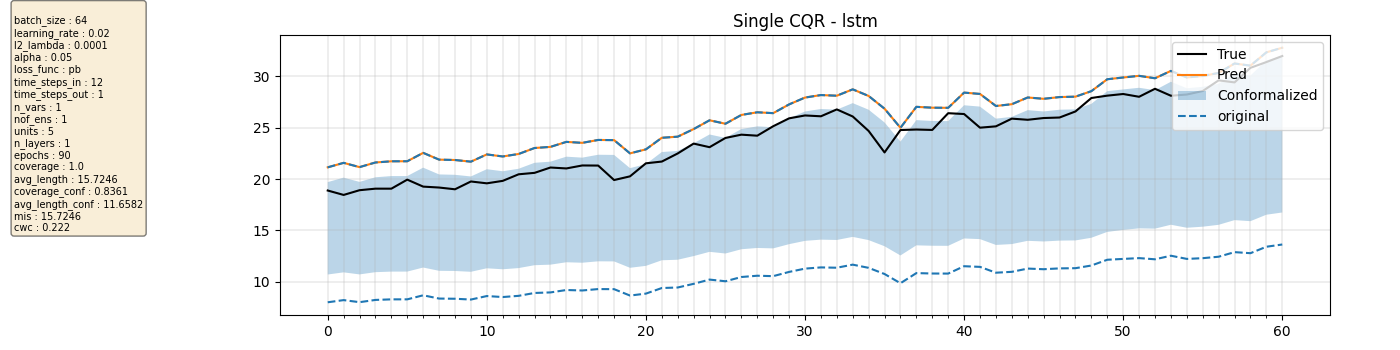 batch_size : 64
learning_rate : 0.02
l2_lambda : 0.0001
alpha : 0.05
loss_func : pb
time_steps_in : 12
time_steps_out : 1
n_vars : 1
nof_ens : 1
units : 5
n_layers : 1
epochs : 90
coverage : 1.0
avg_length : 15.7246
coverage_conf : 0.8361
avg_length_conf : 11.6582
mis : 15.7246
cwc : 0.222
Single CQR - lstm
30
25
20
15
10
0 10 20 30 40 50 60
True
Pred
Conformalized
original